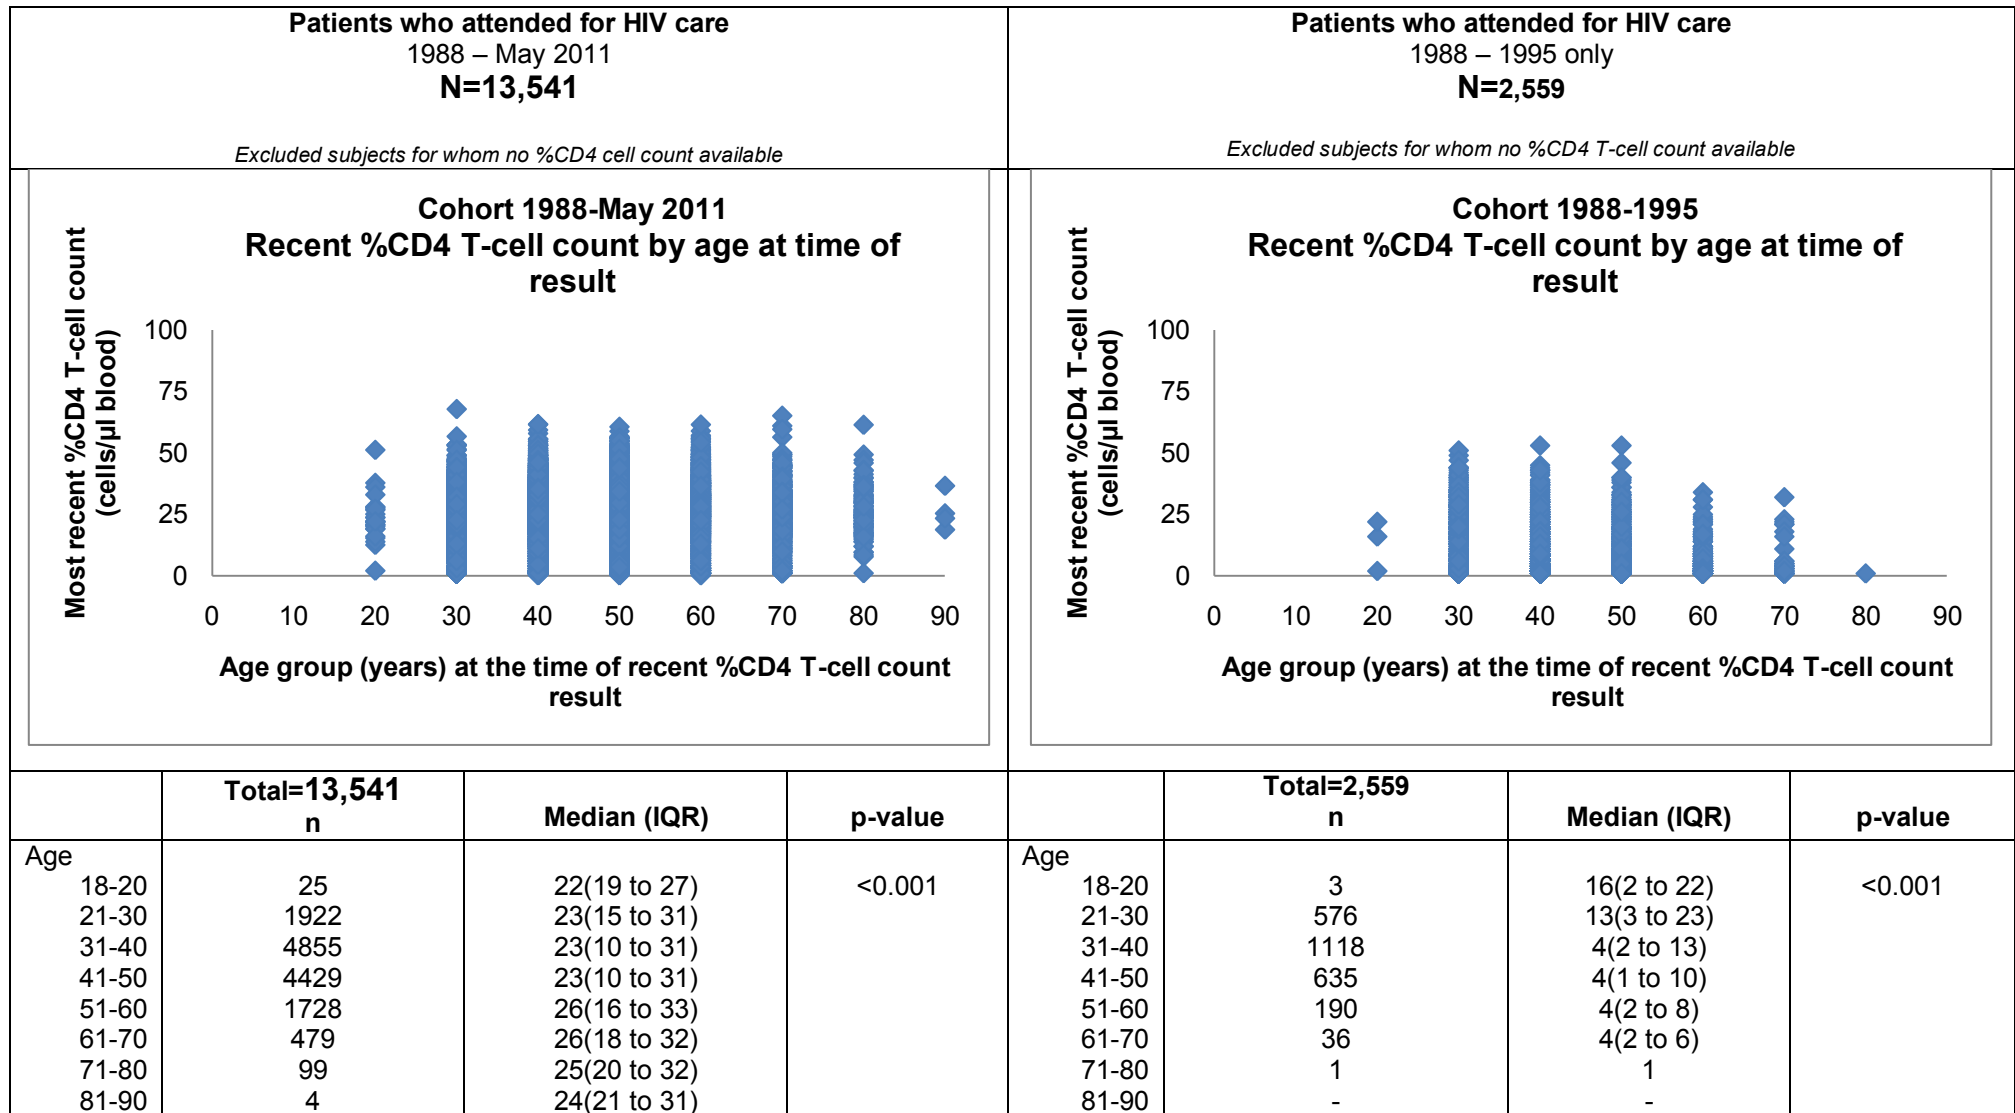 Patients who attended for HIV care
1988 – May 2011
N=13,541
Excluded subjects for whom no %CD4 cell count available
Patients who attended for HIV care
1988 – 1995 only
N=2,559
Excluded subjects for whom no %CD4 T-cell count available
Cohort 1988-May 2011
Recent %CD4 T-cell count by age at time of
result
Most recent %CD4 T-cell count
(cells/µl blood)
100
75
50
25
0
0 10 20 30 40 50 60 70 80 90
Age group (years) at the time of recent %CD4 T-cell count
result
Cohort 1988-1995
Recent %CD4 T-cell count by age at time of
result
Most recent %CD4 T-cell count
(cells/µl blood)
100
75
50
25
0
0 10 20 30 40 50 60 70 80 90
Age group (years) at the time of recent %CD4 T-cell count
result
Total=13,541
n Median (IQR) p-value
Age
18-20 25 22(19 to 27) <0.001
21-30 1922 23(15 to 31)
31-40 4855 23(10 to 31)
41-50 4429 23(10 to 31)
51-60 1728 26(16 to 33)
61-70 479 26(18 to 32)
71-80 99 25(20 to 32)
81-90 4 24(21 to 31)
Total=2,559
n Median (IQR) p-value
Age
18-20 3 16(2 to 22) <0.001
21-30 576 13(3 to 23)
31-40 1118 4(2 to 13)
41-50 635 4(1 to 10)
51-60 190 4(2 to 8)
61-70 36 4(2 to 6)
71-80 1 1
81-90 - -